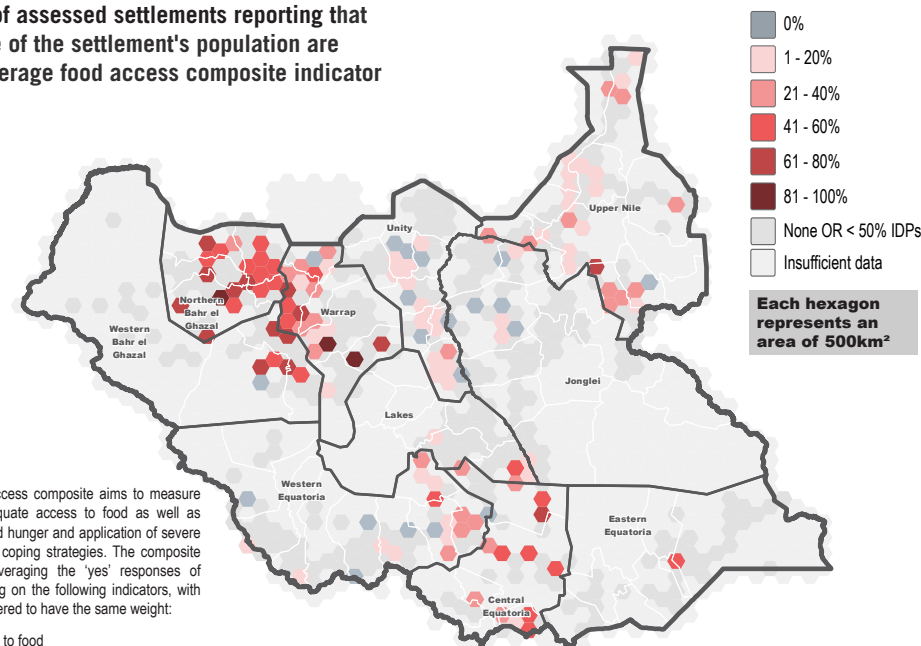 of assessed settlements reporting that
e of the settlement's population are
erage food access composite indicator
0%
1 - 20%
21 - 40%
41 - 60%
61 - 80%
81 - 100%
None OR < 50% IDPs
Insufficient data
Each hexagon
represents an
area of 500km²
Upper Nile
Unity
Northern
Bahr el
Ghazal
Warrap
Western
Bahr el
Ghazal
Jonglei
Lakes
Western
Equatoria
Eastern
Equatoria
Central
Equatoria
ccess composite aims to measure
quate access to food as well as
d hunger and application of severe
coping strategies. The composite
veraging the 'yes' responses of
ng on the following indicators, with
ered to have the same weight:
to food